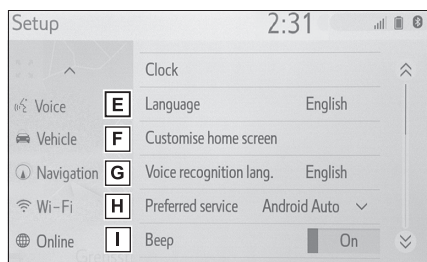 Setup 2:31
Clock
Voice E Language English
Vehicle F Customise home screen
Navigation G Voice recognition lang. English
Wi-Fi H Preferred service Android Auto
Online I Beep On